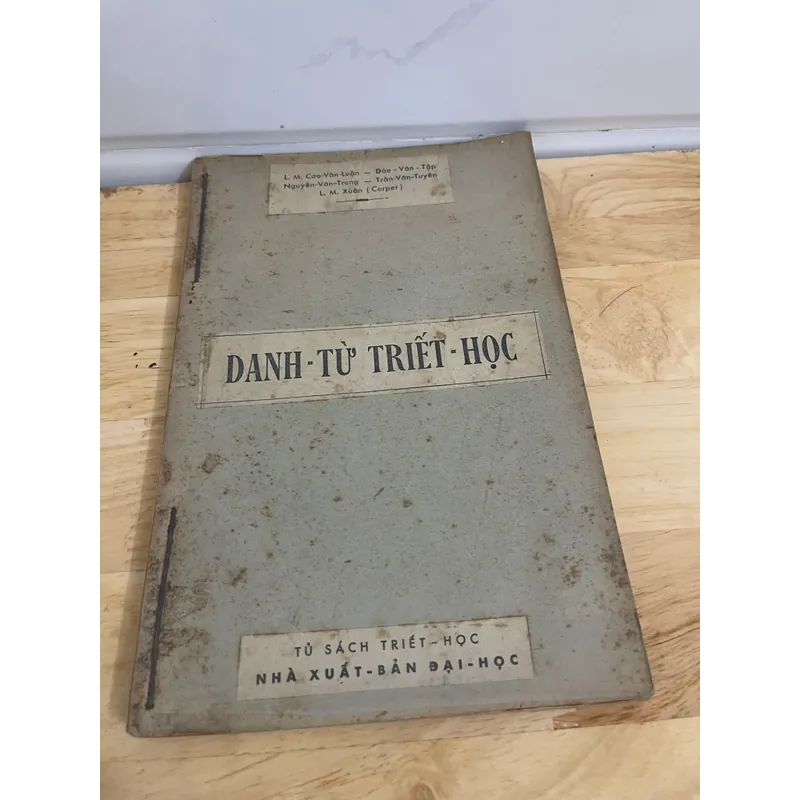 L. M. Cao-Văn-Luận — Đào-Văn-Tập
Nguyễn-Văn-Trung — Trần-Văn-Tuyên
L. M. Xuân (Corpet)
DANH-TỪ TRIẾT-HỌC
TỦ SÁCH TRIẾT-HỌC
NHÀ XUẤT-BẢN ĐẠI-HỌC